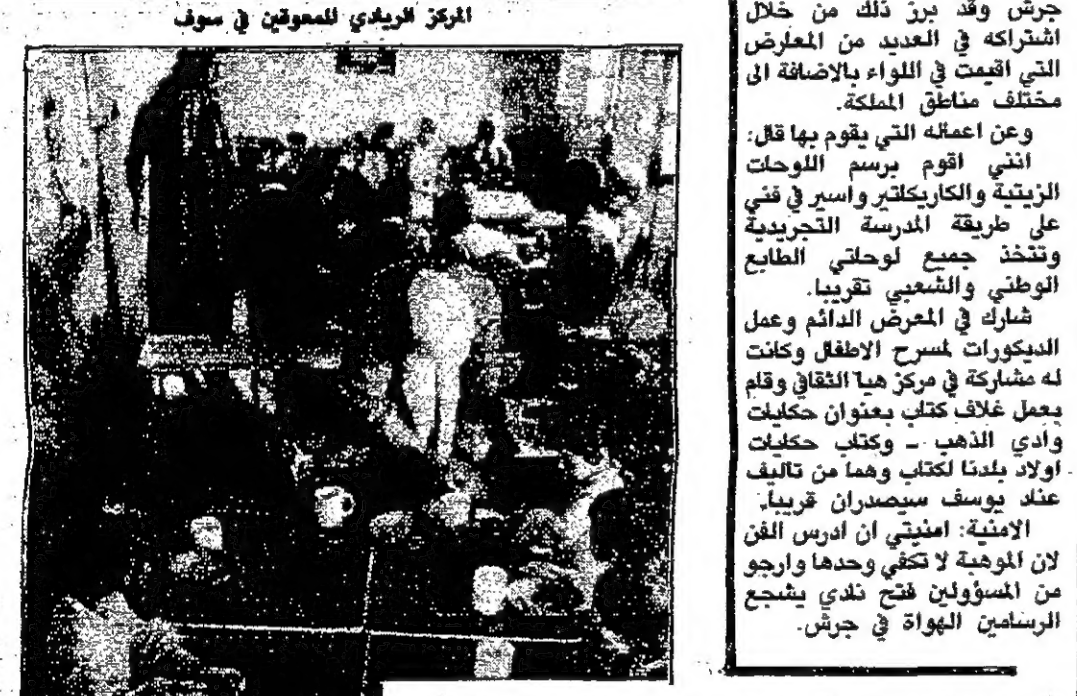 المركز الريادي للمعوقين في سوف
جرش وقد برز ذلك من خلال
اشتراكه في العديد من المعارض
التي اقيمت في اللواء بالاضافة الى
مختلف مناطق المملكة.
وعن اعماله التي يقوم بها قال:
انني اقوم برسم اللوحات
الزيتية والكاريكاتير واسير في فني
على طريقة المدرسة التجريدية
وتتخذ جميع لوحاتي الطابع
الوطني والشعبي تقريبا.
شارك في المعرض الدائم وعمل
الديكورات لمسرح الاطفال وكانت
له مشاركة في مركز هيا الثقافي وقام
بعمل غلاف كتاب بعنوان حكايات
وادي الذهب ـ وكتاب حكايات
اولاد بلدنا لكتاب وهما من تاليف
عناد يوسف سيصدران قريبا.
الامنية: امنيتي ان ادرس الفن
لان الموهبة لا تكفي وحدها وارجو
من المسؤولين فتح نادي يشجع
الرسامين الهواة في جرش.